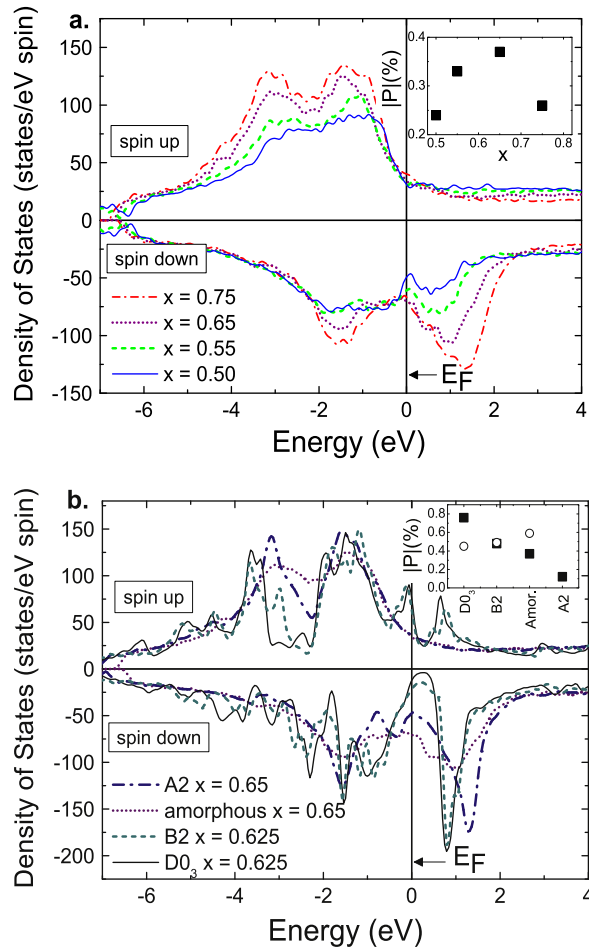 a.
Density of States (states/eV spin)
150
100
50
0
-50
-100
-150
spin up
spin down
x = 0.75
x = 0.65
x = 0.55
x = 0.50
E_F
-6 -4 -2 0 2 4
Energy (eV)
|P|(%)
0.4
0.3
0.2
0.5 0.6 0.7 0.8
x
b.
Density of States (states/eV spin)
150
100
50
0
-50
-100
-150
-200
spin up
spin down
A2 x = 0.65
amorphous x = 0.65
B2 x = 0.625
D0₃ x = 0.625
E_F
-6 -4 -2 0 2 4
Energy (eV)
|P|(%)
0.8
0.6
0.4
0.2
0.0
D0₃
B2
Amor.
A2